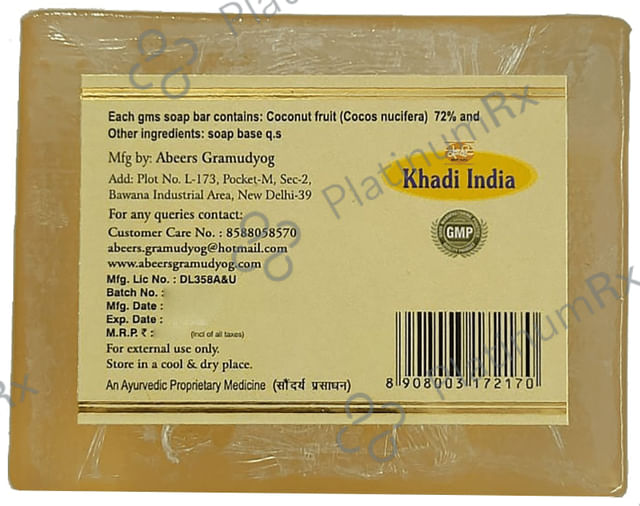 Each gms soap bar contains: Coconut fruit (Cocos nucifera) 72% and
Other ingredients: soap base q.s
Mfg by: Abeers Gramudyog
Add: Plot No. L-173, Pocket-M, Sec-2,
Bawana Industrial Area, New Delhi-39
For any queries contact:
Customer Care No. : 8588058570
abeers.gramudyog@hotmail.com
www.abeersgramudyog.com
Mfg. Lic No. : DL358A&U
Batch No. :
Mfg. Date :
Exp. Date :
M.R.P. ₹ : (Incl of all taxes)
For external use only.
Store in a cool & dry place.
An Ayurvedic Proprietary Medicine (सौंदर्य प्रसाधन)
Khadi India
GMP
8 908003 172170
PlatinumRx
PlatinumRx
PlatinumRx
Rx